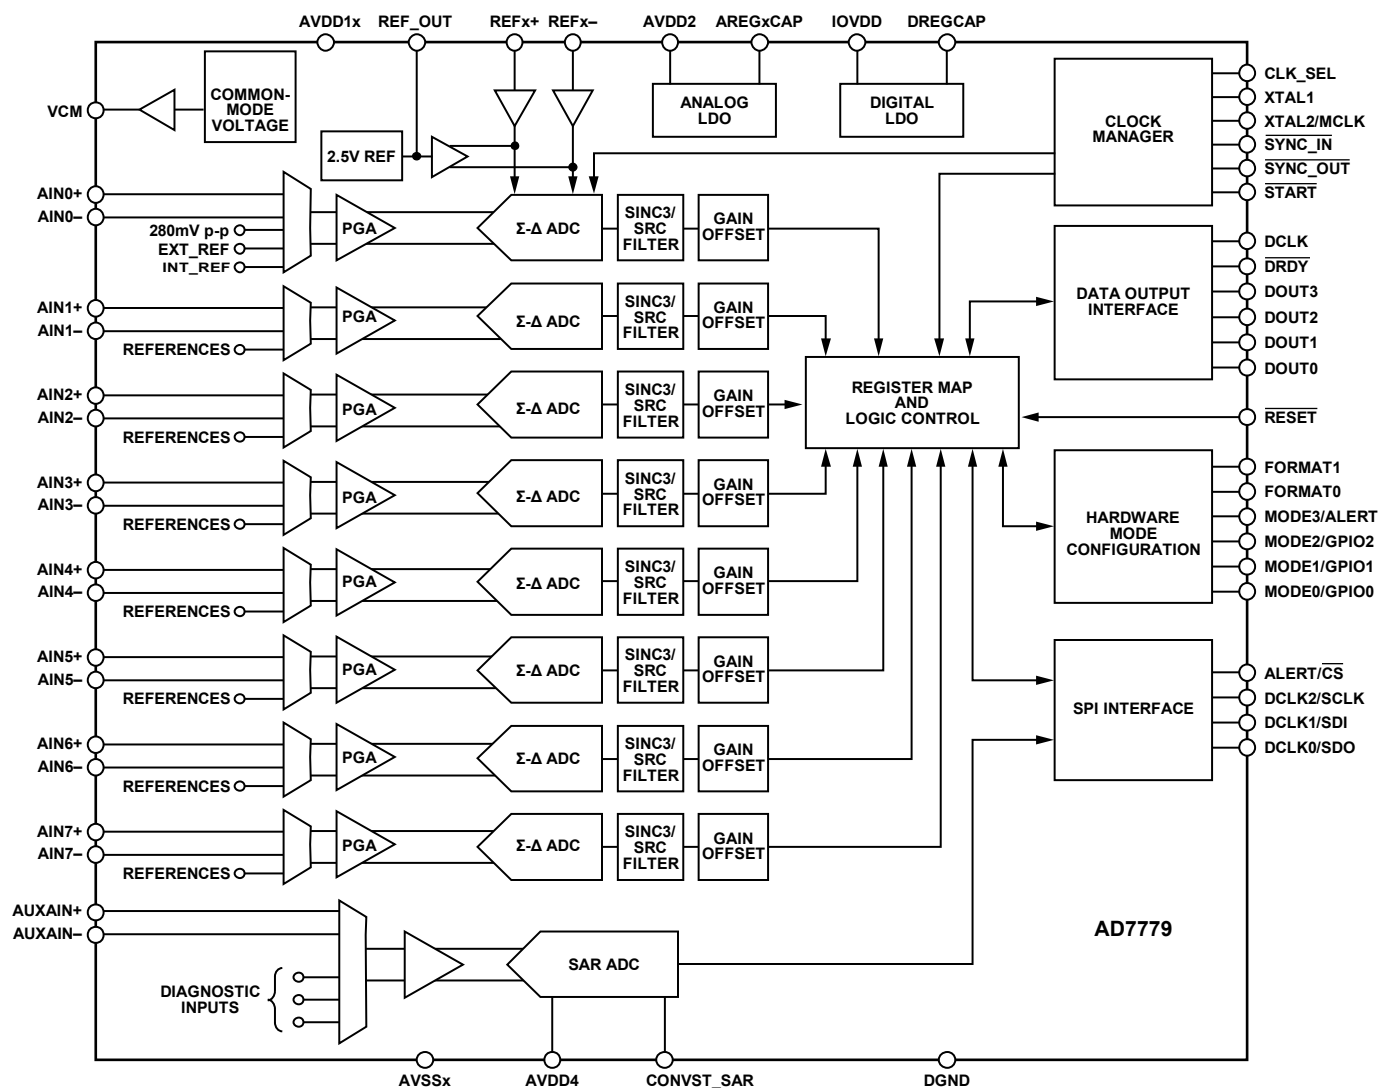 AVDD1x REF_OUT REFx+ REFx– AVDD2 AREGxCAP IOVDD DREGCAP
VCM
COMMON-
MODE
VOLTAGE
ANALOG
LDO
DIGITAL
LDO
2.5V REF
CLOCK
MANAGER
CLK_SEL
XTAL1
XTAL2/MCLK
SYNC_IN
SYNC_OUT
START
AIN0+
AIN0–
280mV p-p
EXT_REF
INT_REF
PGA
Σ-Δ ADC
SINC3/
SRC
FILTER
GAIN
OFFSET
DATA OUTPUT
INTERFACE
DCLK
DRDY
DOUT3
DOUT2
DOUT1
DOUT0
AIN1+
AIN1–
REFERENCES
PGA
Σ-Δ ADC
SINC3/
SRC
FILTER
GAIN
OFFSET
REGISTER MAP
AND
LOGIC CONTROL
RESET
AIN2+
AIN2–
REFERENCES
PGA
Σ-Δ ADC
SINC3/
SRC
FILTER
GAIN
OFFSET
AIN3+
AIN3–
REFERENCES
PGA
Σ-Δ ADC
SINC3/
SRC
FILTER
GAIN
OFFSET
HARDWARE
MODE
CONFIGURATION
FORMAT1
FORMAT0
MODE3/ALERT
MODE2/GPIO2
MODE1/GPIO1
MODE0/GPIO0
AIN4+
AIN4–
REFERENCES
PGA
Σ-Δ ADC
SINC3/
SRC
FILTER
GAIN
OFFSET
AIN5+
AIN5–
REFERENCES
PGA
Σ-Δ ADC
SINC3/
SRC
FILTER
GAIN
OFFSET
SPI INTERFACE
ALERT/CS
DCLK2/SCLK
DCLK1/SDI
DCLK0/SDO
AIN6+
AIN6–
REFERENCES
PGA
Σ-Δ ADC
SINC3/
SRC
FILTER
GAIN
OFFSET
AIN7+
AIN7–
REFERENCES
PGA
Σ-Δ ADC
SINC3/
SRC
FILTER
GAIN
OFFSET
AUXAIN+
AUXAIN–
DIAGNOSTIC
INPUTS
SAR ADC
AD7779
AVSSx AVDD4 CONVST_SAR DGND